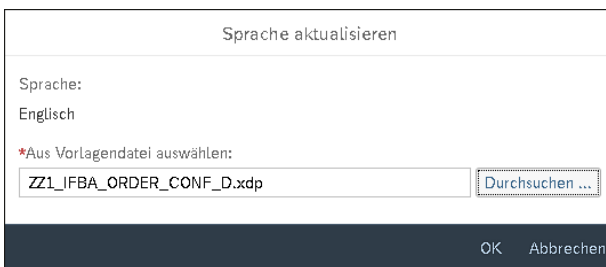 Sprache aktualisieren
Sprache:
Englisch
*Aus Vorlagendatei auswählen:
ZZ1_IFBA_ORDER_CONF_D.xdp Durchsuchen ...
OK Abbrechen